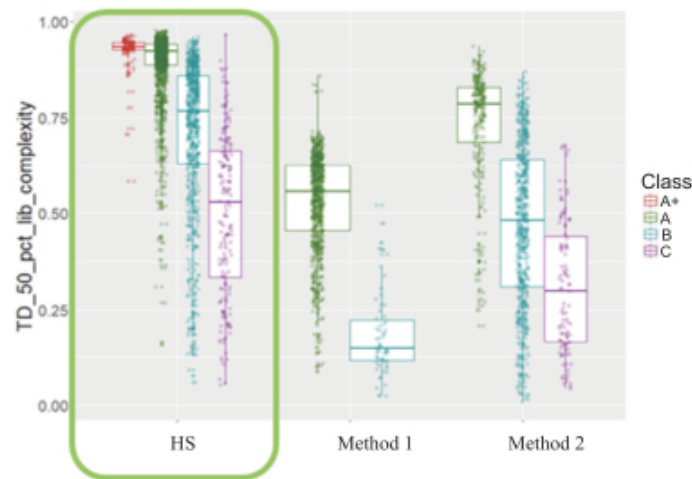 TD_50_pct_lib_complexity
1.00
0.75
0.50
0.25
0.00
HS
Method 1
Method 2
Class
A+
A
B
C